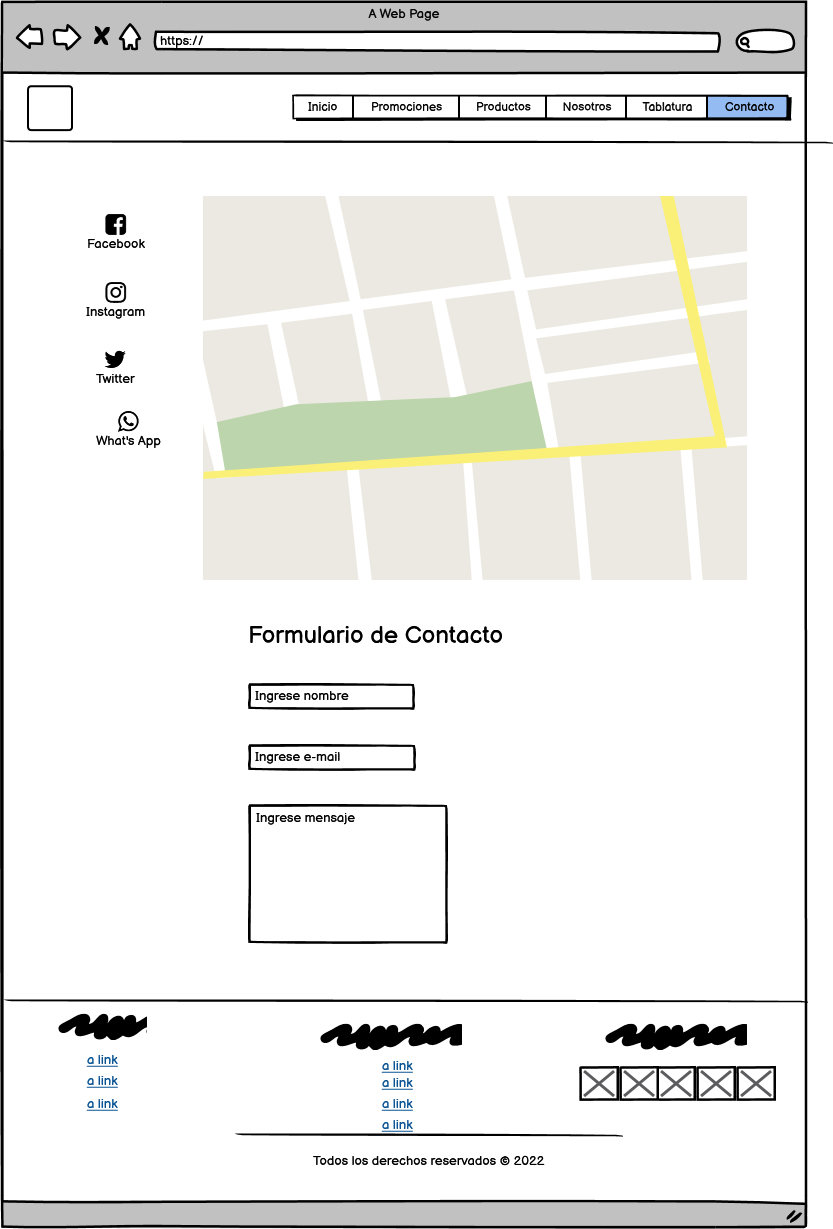 A Web Page
https://
Inicio Promociones Productos Nosotros Tablatura Contacto
Facebook
Instagram
Twitter
What's App
Formulario de Contacto
Ingrese nombre
Ingrese e-mail
Ingrese mensaje
a link
a link
a link
a link
a link
a link
a link
Todos los derechos reservados © 2022